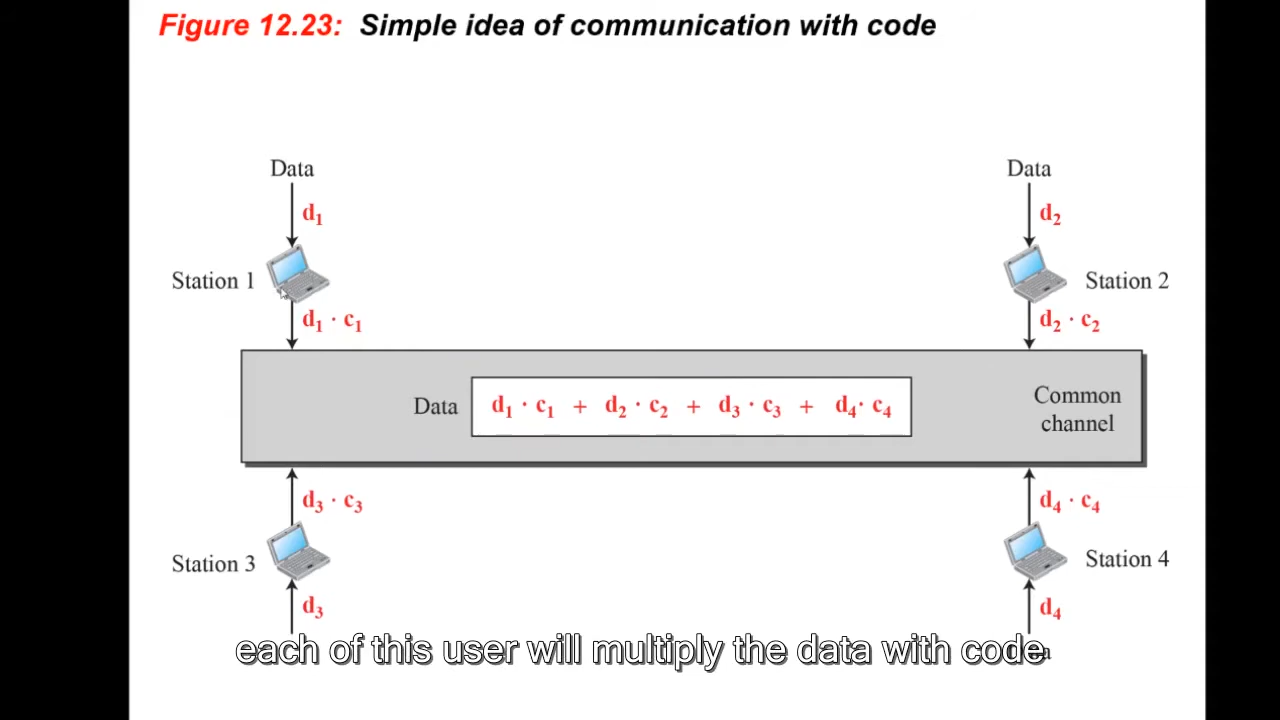 Figure 12.23: Simple idea of communication with code
Data
Data
d1
d2
Station 1
Station 2
d1 · c1
d2 · c2
Data
d1 · c1 + d2 · c2 + d3 · c3 + d4 · c4
Common
channel
d3 · c3
d4 · c4
Station 3
Station 4
d3
d4
each of this user will multiply the data with code